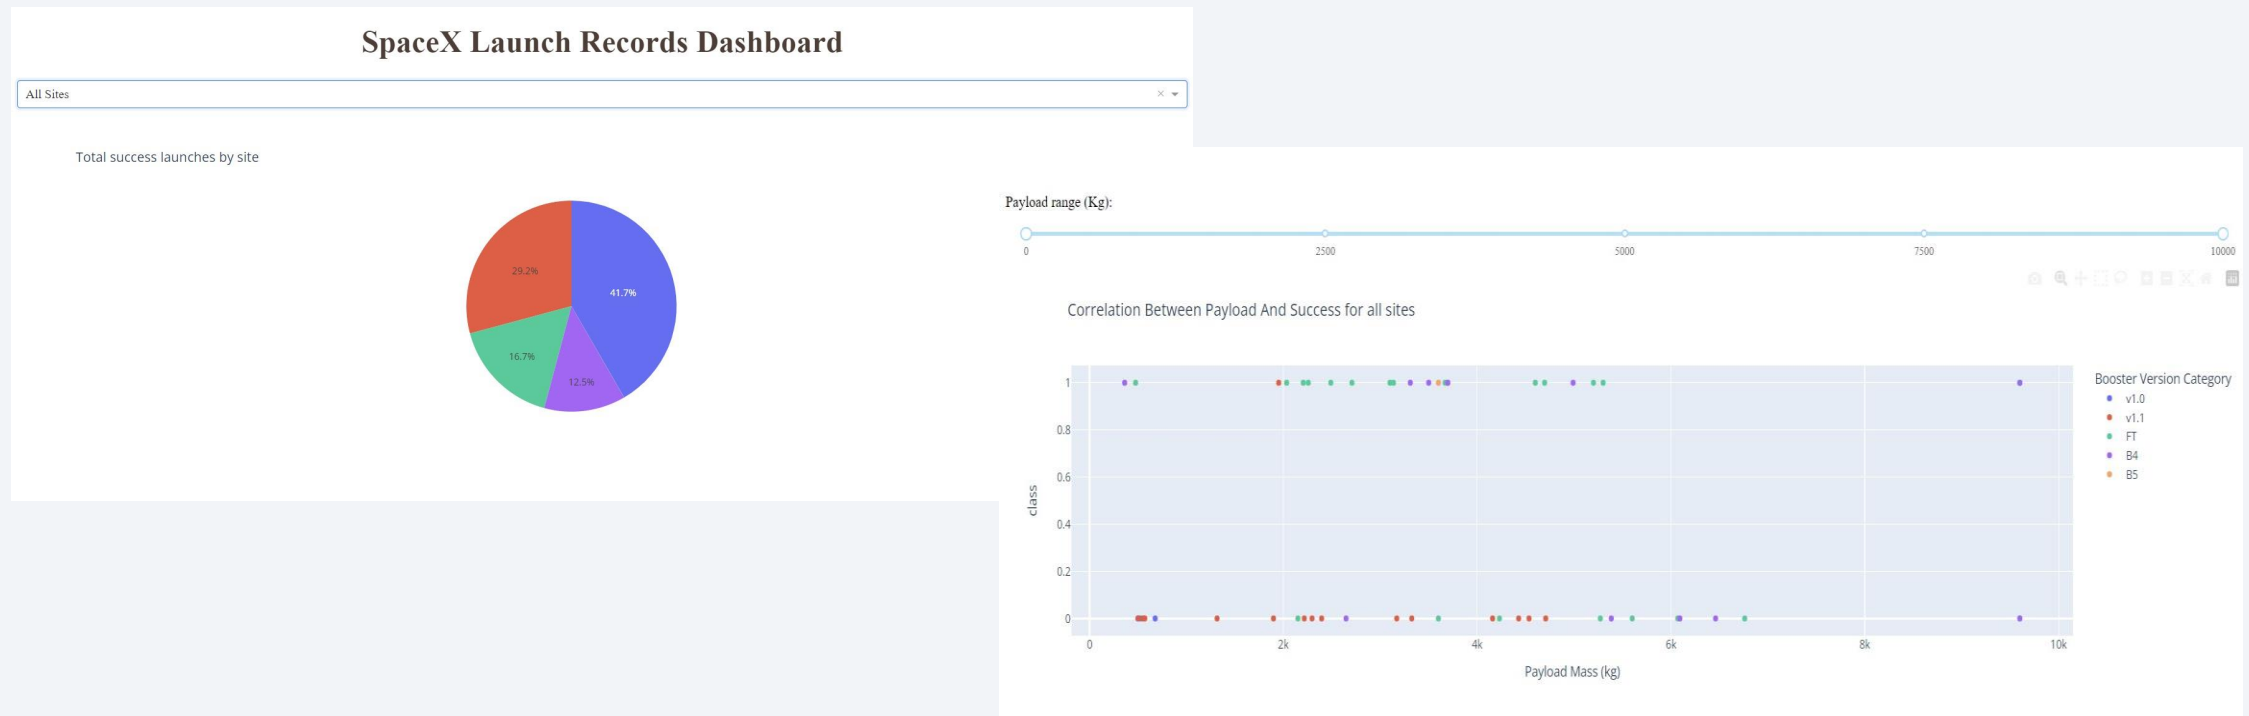 SpaceX Launch Records Dashboard
All Sites
×
Total success launches by site
29.2%
41.7%
16.7%
12.5%
Payload range (Kg):
0 2500 5000 7500 10000
Correlation Between Payload And Success for all sites
1
0.8
0.6
0.4
0.2
0
class
0 2k 4k 6k 8k 10k
Payload Mass (kg)
Booster Version Category
v1.0
v1.1
FT
B4
B5